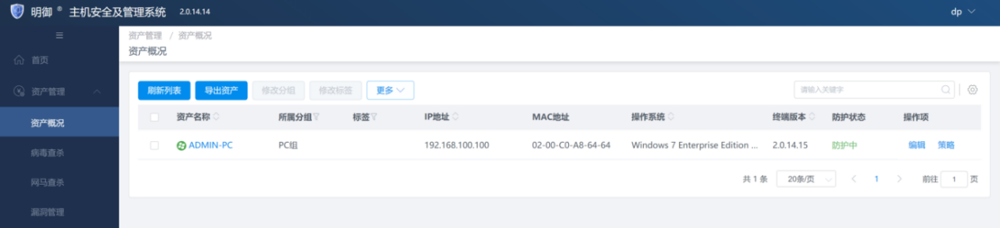 明御 ® 主机安全及管理系统 2.0.14.14 dp
资产管理 / 资产概况
资产概况
首页
资产管理
资产概况
病毒查杀
网马查杀
漏洞管理
刷新列表 导出资产 修改分组 修改标签 更多 请输入关键字
资产名称 所属分组 标签 IP地址 MAC地址 操作系统 终端版本 防护状态 操作项
ADMIN-PC PC组 192.168.100.100 02-00-C0-A8-64-64 Windows 7 Enterprise Edition ... 2.0.14.15 防护中 编辑 策略
共 1 条 20条/页 < 1 > 前往 1 页